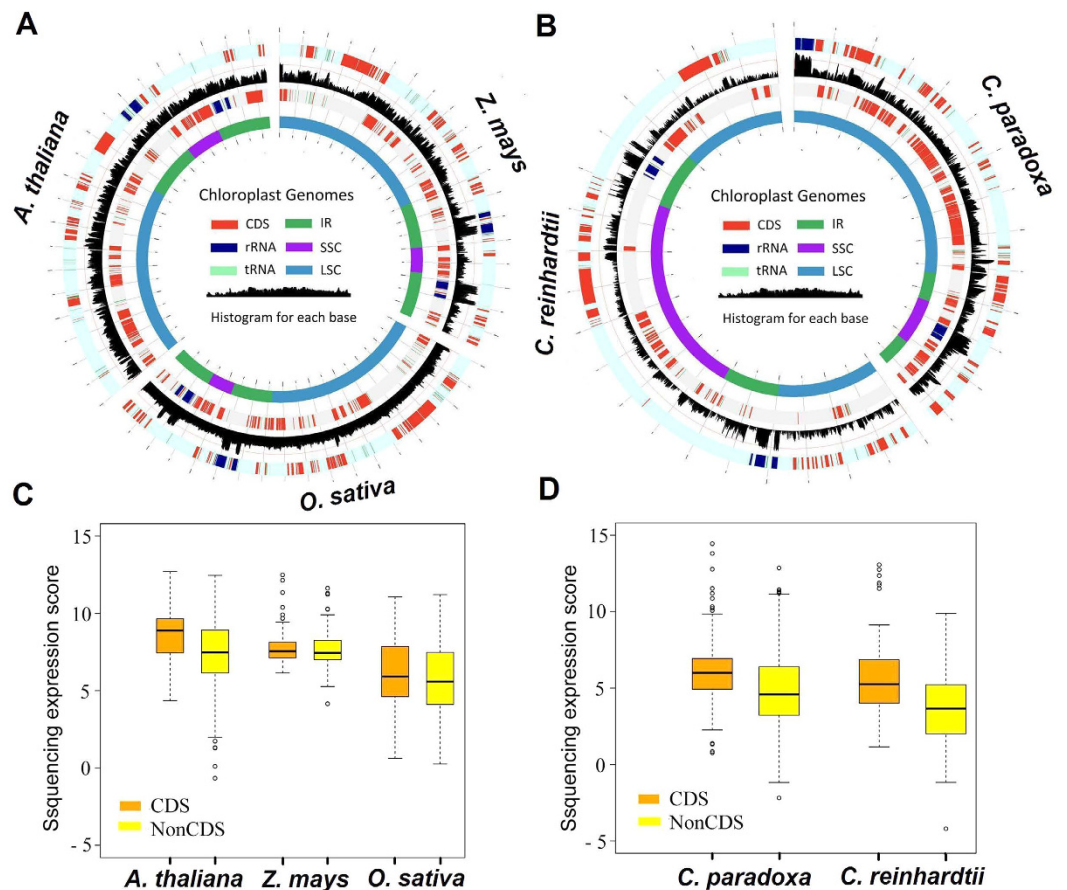 A
A. thaliana
Z. mays
O. sativa
Chloroplast Genomes
CDS IR
rRNA SSC
tRNA LSC
Histogram for each base
B
C. paradoxa
C. reinhardtii
Chloroplast Genomes
CDS IR
rRNA SSC
tRNA LSC
Histogram for each base
C
Ssquencing expression score
15
10
5
0
- 5
CDS
NonCDS
A. thaliana Z. mays O. sativa
D
Ssquencing expression score
15
10
5
0
- 5
CDS
NonCDS
C. paradoxa C. reinhardtii